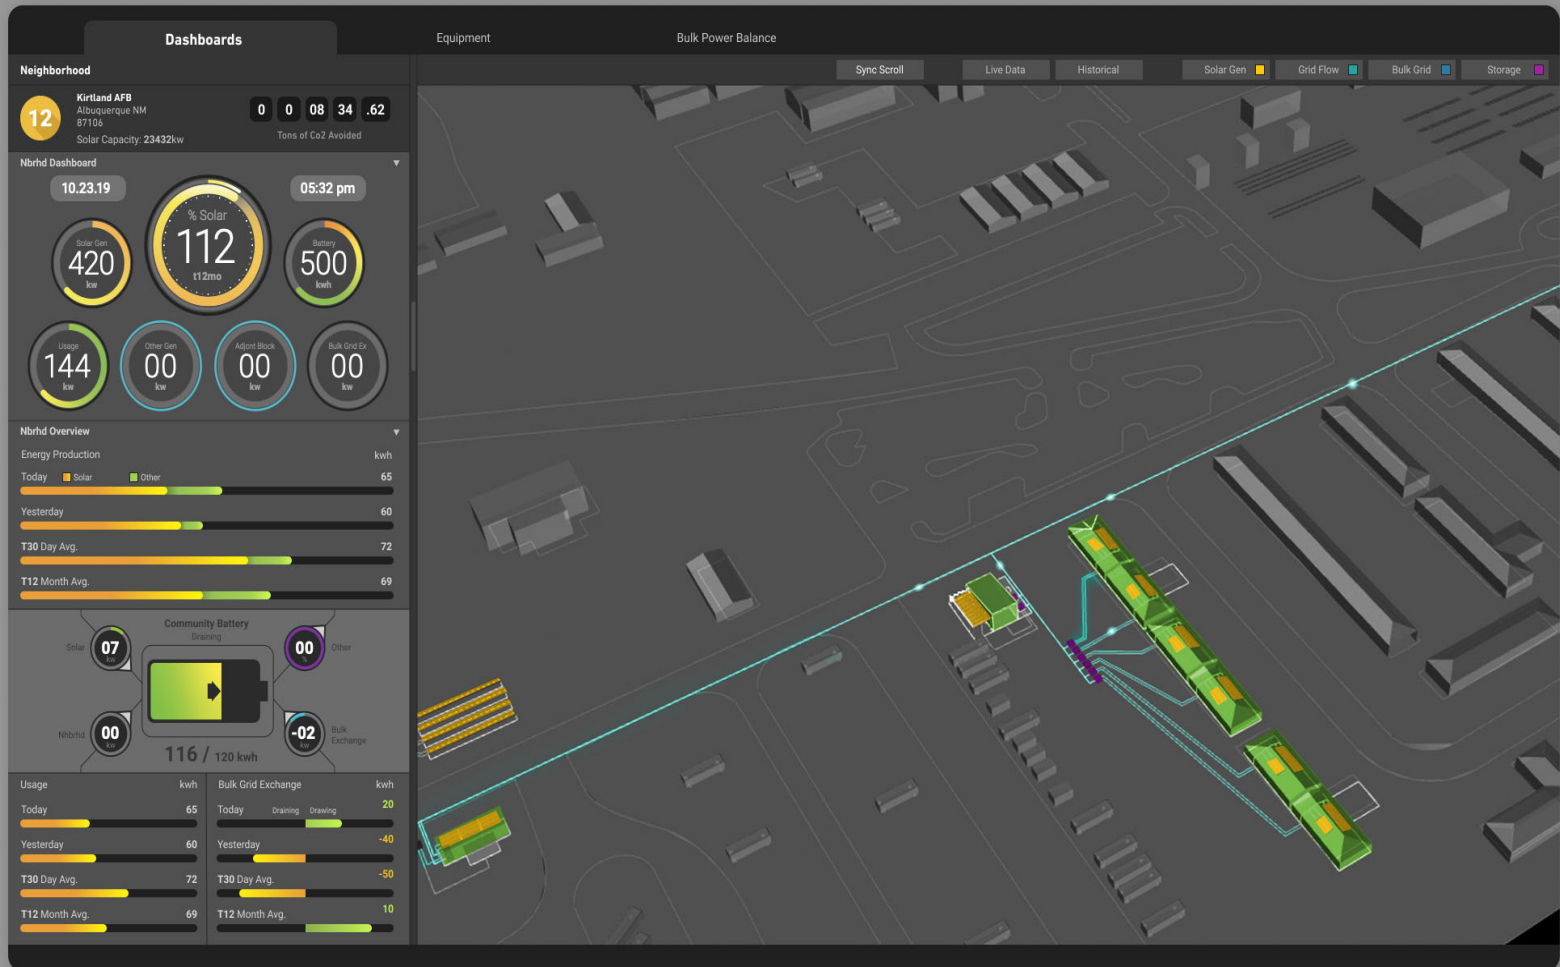 Dashboards
Equipment
Bulk Power Balance
Neighborhood
Sync Scroll
Live Data
Historical
Solar Gen
Grid Flow
Bulk Grid
Storage
12
Kirtland AFB
Albuquerque NM
87106
Solar Capacity: 23432kw
0 0 08 34 .62
Tons of Co2 Avoided
Nbrhd Dashboard
10.23.19
05:32 pm
% Solar
112
t12mo
Solar Gen
420
kw
Battery
500
kwh
Usage
144
kw
Other Gen
00
kw
Adjcnt Block
00
kw
Bulk Grid Ex
00
kw
Nbrhd Overview
Energy Production
kwh
Today
Solar
Other
65
Yesterday
60
T30 Day Avg.
72
T12 Month Avg.
69
Community Battery
Draining
Solar
07
kw
00
%
Other
Nhbrhd
00
kw
-02
kw
Bulk
Exchange
116 / 120 kwh
Usage
kwh
Today
65
Yesterday
60
T30 Day Avg.
72
T12 Month Avg.
69
Bulk Grid Exchange
kwh
Today
Draining
Drawing
20
Yesterday
-40
T30 Day Avg.
-50
T12 Month Avg.
10